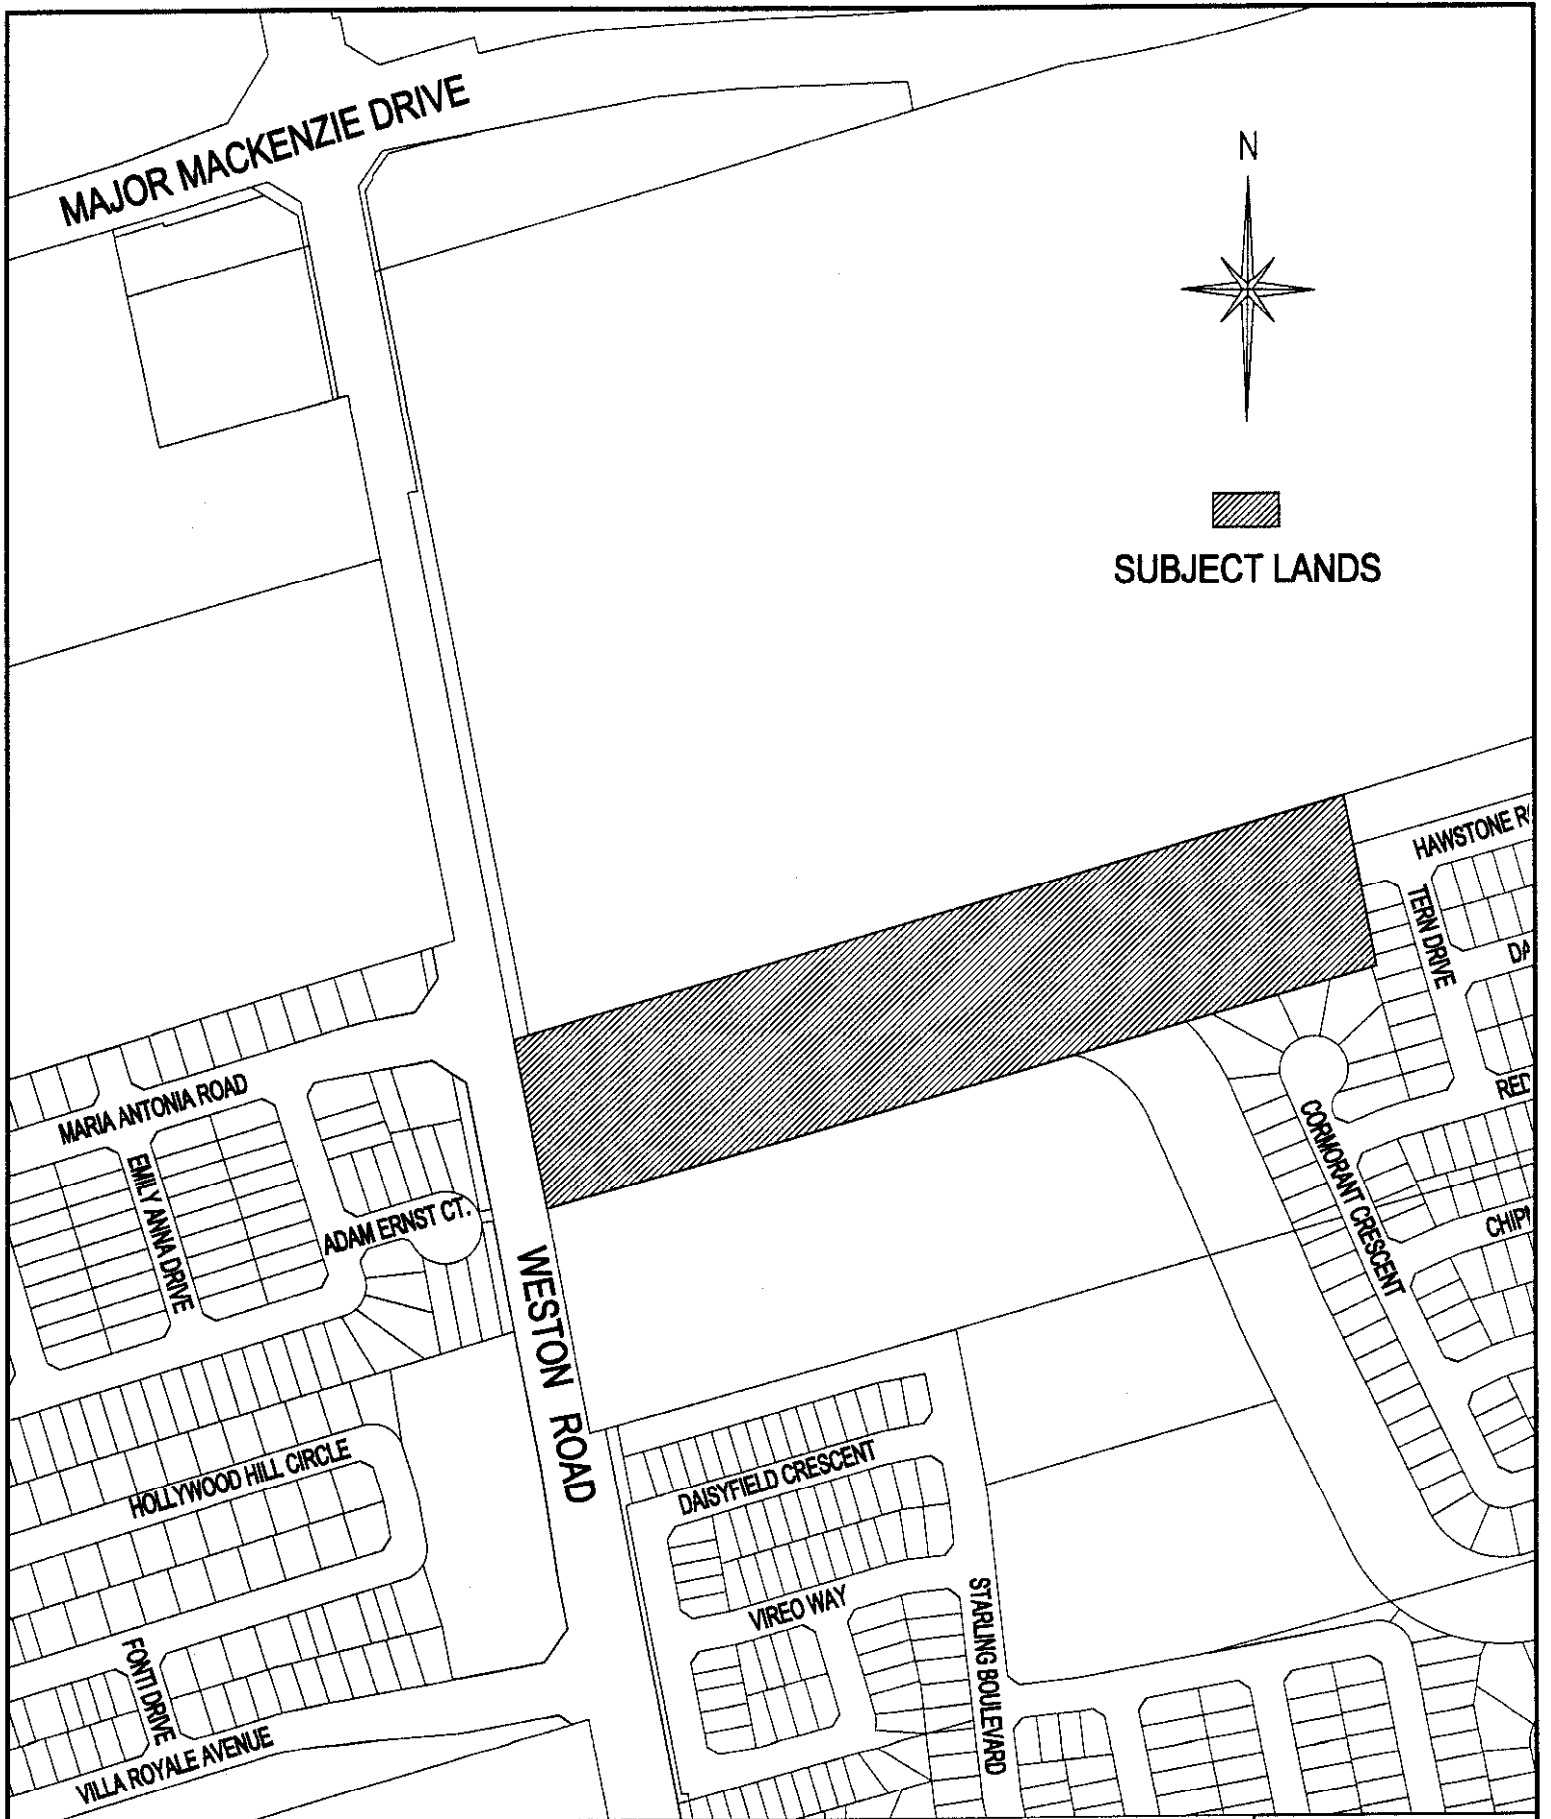 MAJOR MACKENZIE DRIVE
N
SUBJECT LANDS
HAWSTONE
TERN DRIVE
MARIA ANTONIA ROAD
EMILY ANNA DRIVE
ADAM ERNST CT.
CORMORANT CRESCENT
WESTON ROAD
HOLLYWOOD HILL CIRCLE
DAISYFIELD CRESCENT
VIREO WAY
STARLING BOULEVARD
FONTI DRIVE
VILLA ROYALE AVENUE
RED